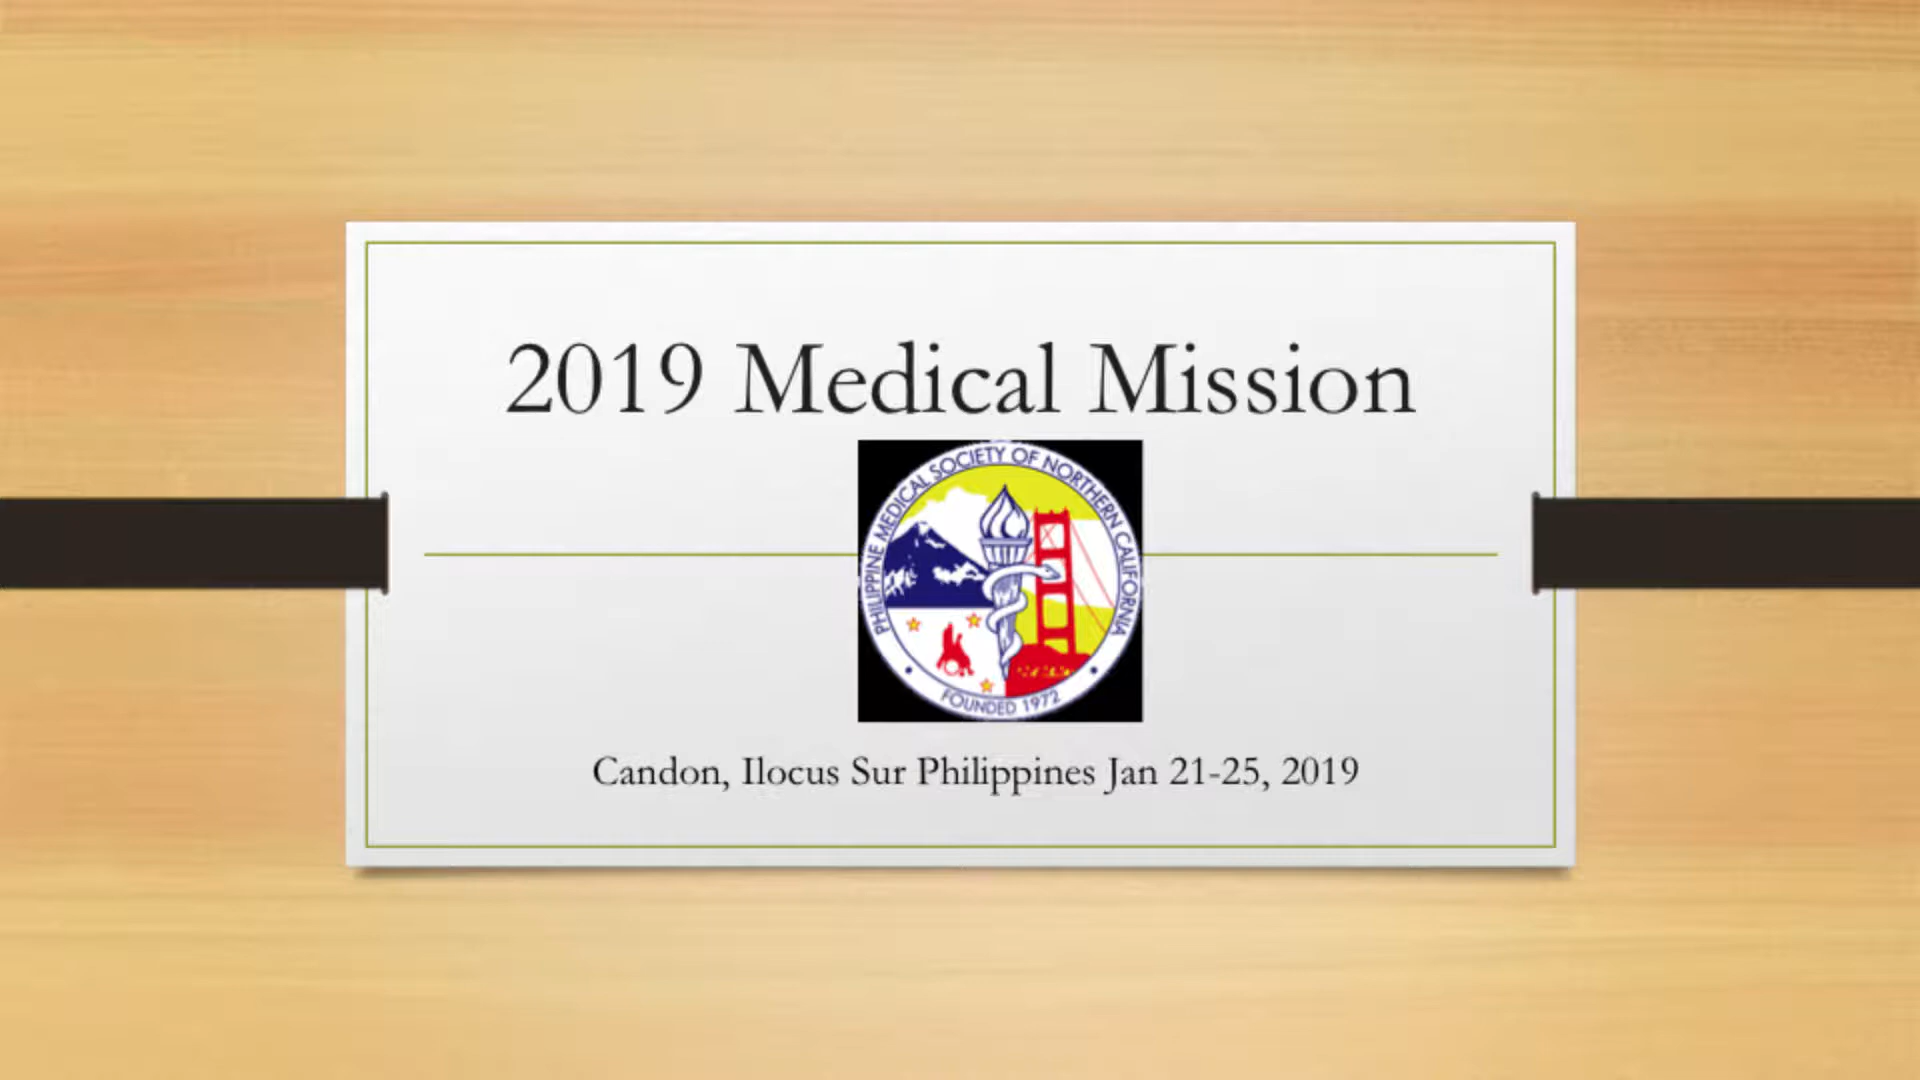 2019 Medical Mission
PHILIPPINE MEDICAL SOCIETY OF NORTHERN CALIFORNIA
FOUNDED 1972
Candon, Ilocus Sur Philippines Jan 21-25, 2019